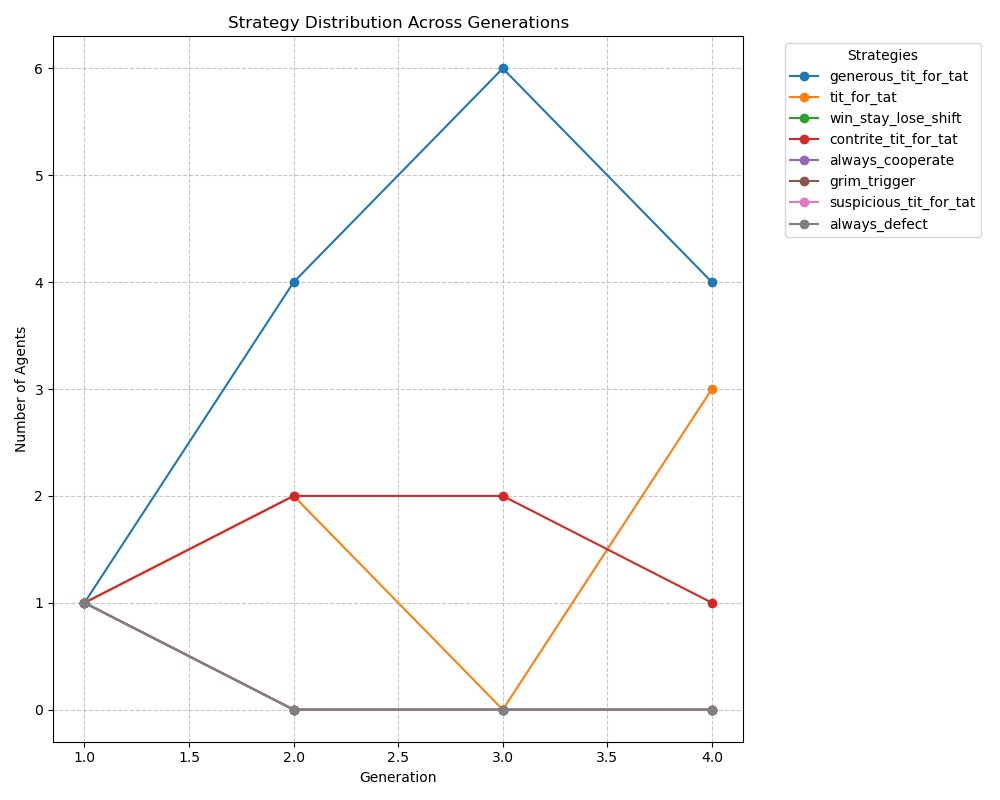 Strategy Distribution Across Generations
Strategies
generous_tit_for_tat
tit_for_tat
win_stay_lose_shift
contrite_tit_for_tat
always_cooperate
grim_trigger
suspicious_tit_for_tat
always_defect
Number of Agents
6
5
4
3
2
1
0
1.0 1.5 2.0 2.5 3.0 3.5 4.0
Generation